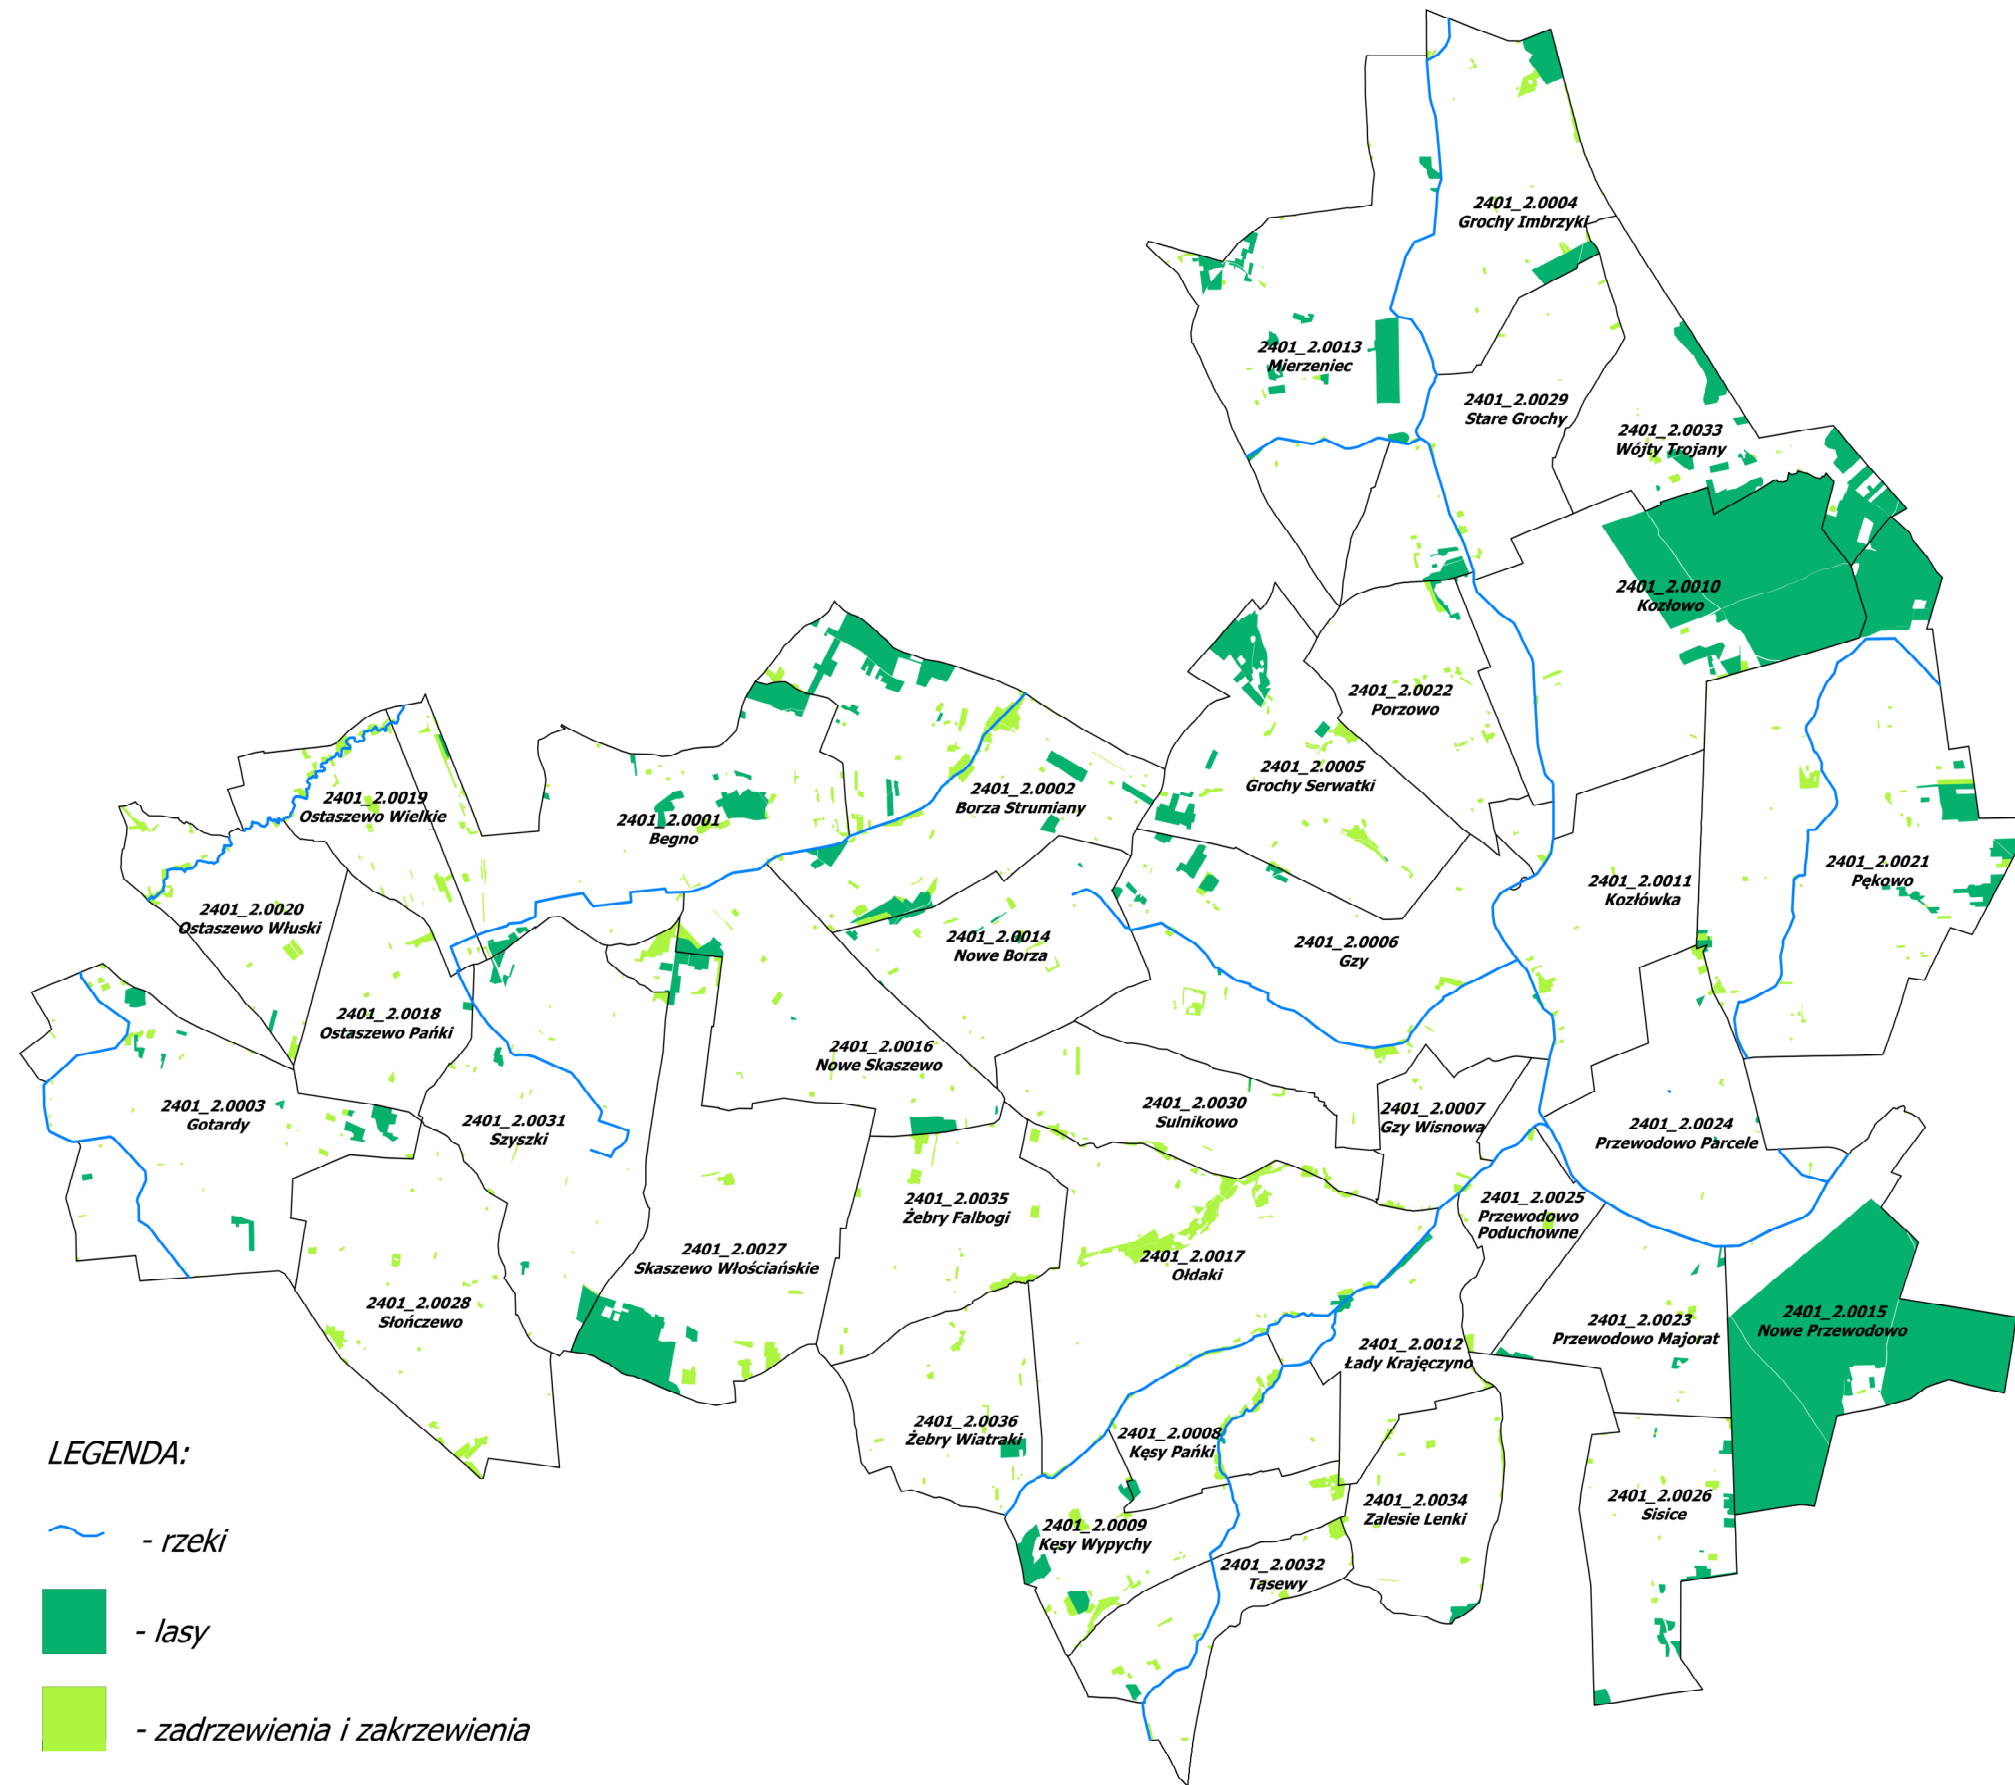 2401_2.0004
Grochy Imbrzyki
2401_2.0013
Mierzeniec
2401_2.0029
Stare Grochy
2401_2.0033
Wójty Trojany
2401_2.0010
Kozłowo
2401_2.0022
Porzowo
2401_2.0005
Grochy Serwatki
2401_2.0002
Borza Strumiany
2401_2.0019
Ostaszewo Wielkie
2401_2.0001
Begno
2401_2.0021
Pękowo
2401_2.0011
Kozłówka
2401_2.0020
Ostaszewo Włuski
2401_2.0014
Nowe Borza
2401_2.0006
Gzy
2401_2.0018
Ostaszewo Pańki
2401_2.0016
Nowe Skaszewo
2401_2.0003
Gotardy
2401_2.0031
Szyszki
2401_2.0030
Sulnikowo
2401_2.0007
Gzy Wisnowa
2401_2.0024
Przewodowo Parcele
2401_2.0035
Żebry Falbogi
2401_2.0025
Przewodowo
Poduchowne
2401_2.0027
Skaszewo Włościańskie
2401_2.0017
Ołdaki
2401_2.0028
Słończewo
2401_2.0012
Łady Krajęczyno
2401_2.0023
Przewodowo Majorat
2401_2.0015
Nowe Przewodowo
2401_2.0036
Żebry Wiatraki
2401_2.0008
Kęsy Pańki
2401_2.0034
Zalesie Lenki
2401_2.0026
Sisice
2401_2.0009
Kęsy Wypychy
2401_2.0032
Tąsewy
LEGENDA:
- rzeki
- lasy
- zadrzewienia i zakrzewienia